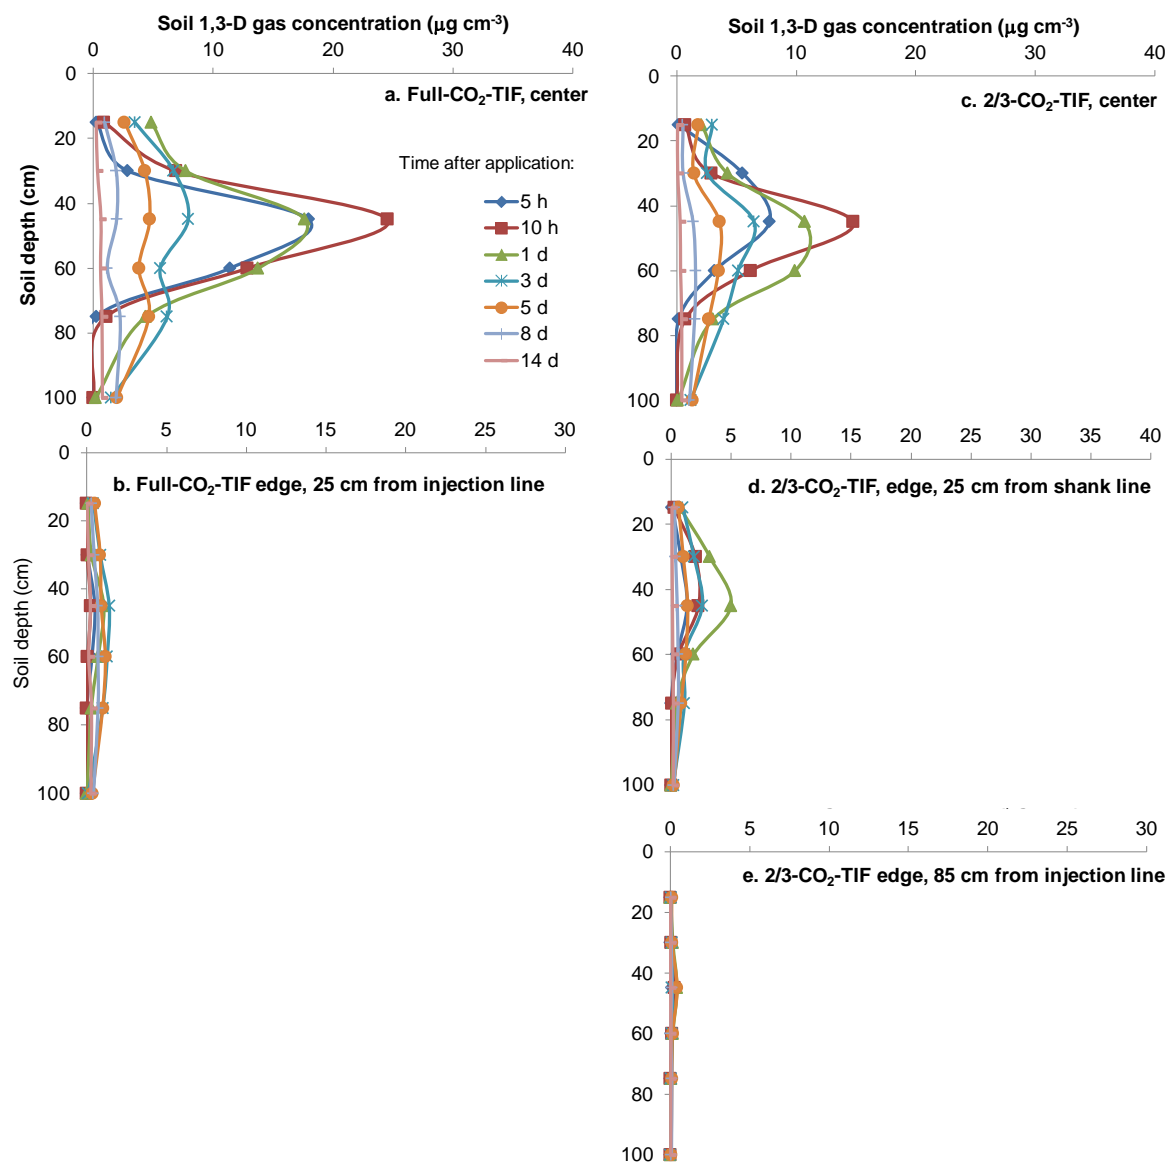 Soil 1,3-D gas concentration (µg cm-3)
0 10 20 30 40
0
20
40
60
80
100
Soil depth (cm)
a. Full-CO2-TIF, center
Time after application:
5 h
10 h
1 d
3 d
5 d
8 d
14 d
Soil 1,3-D gas concentration (µg cm-3)
0 10 20 30 40
0
20
40
60
80
100
c. 2/3-CO2-TIF, center
0 5 10 15 20 25 30
0
20
40
60
80
100
Soil depth (cm)
b. Full-CO2-TIF edge, 25 cm from injection line
0 5 10 15 20 25 30 35 40
0
20
40
60
80
100
d. 2/3-CO2-TIF, edge, 25 cm from shank line
0 5 10 15 20 25 30
0
20
40
60
80
100
e. 2/3-CO2-TIF edge, 85 cm from injection line